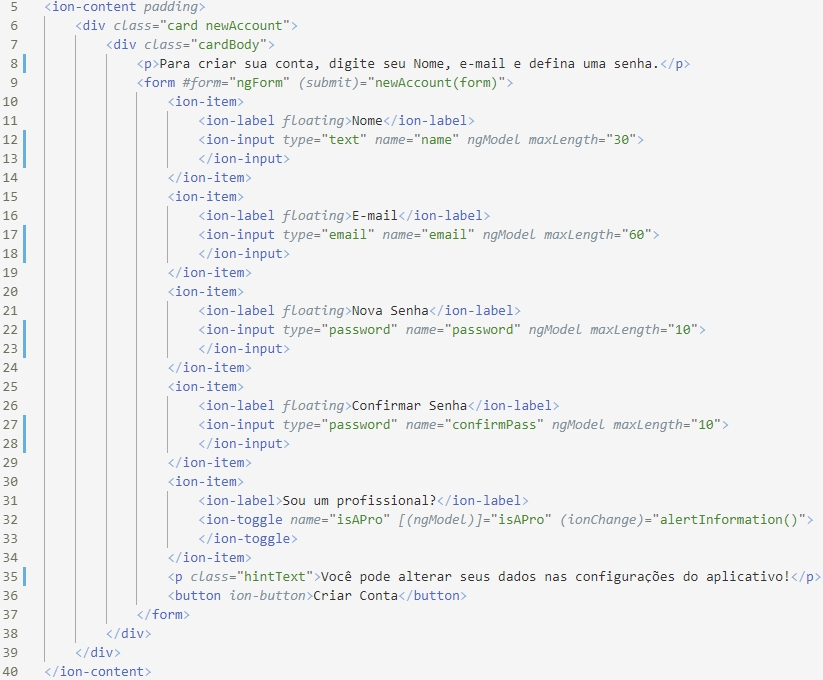 5 <ion-content padding>
6 <div class="card newAccount">
7 <div class="cardBody">
8 <p>Para criar sua conta, digite seu Nome, e-mail e defina uma senha.</p>
9 <form #form="ngForm" (submit)="newAccount(form)">
10 <ion-item>
11 <ion-label floating>Nome</ion-label>
12 <ion-input type="text" name="name" ngModel maxLength="30">
13 </ion-input>
14 </ion-item>
15 <ion-item>
16 <ion-label floating>E-mail</ion-label>
17 <ion-input type="email" name="email" ngModel maxLength="60">
18 </ion-input>
19 </ion-item>
20 <ion-item>
21 <ion-label floating>Nova Senha</ion-label>
22 <ion-input type="password" name="password" ngModel maxLength="10">
23 </ion-input>
24 </ion-item>
25 <ion-item>
26 <ion-label floating>Confirmar Senha</ion-label>
27 <ion-input type="password" name="confirmPass" ngModel maxLength="10">
28 </ion-input>
29 </ion-item>
30 <ion-item>
31 <ion-label>Sou um profissional?</ion-label>
32 <ion-toggle name="isAPro" [(ngModel)]="isAPro" (ionChange)="alertInformation()">
33 </ion-toggle>
34 </ion-item>
35 <p class="hintText">Você pode alterar seus dados nas configurações do aplicativo!</p>
36 <button ion-button>Criar Conta</button>
37 </form>
38 </div>
39 </div>
40 </ion-content>